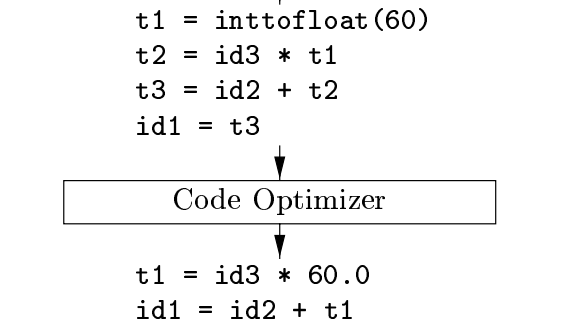 t1 = inttofloat(60)
t2 = id3 * t1
t3 = id2 + t2
id1 = t3
Code Optimizer
t1 = id3 * 60.0
id1 = id2 + t1